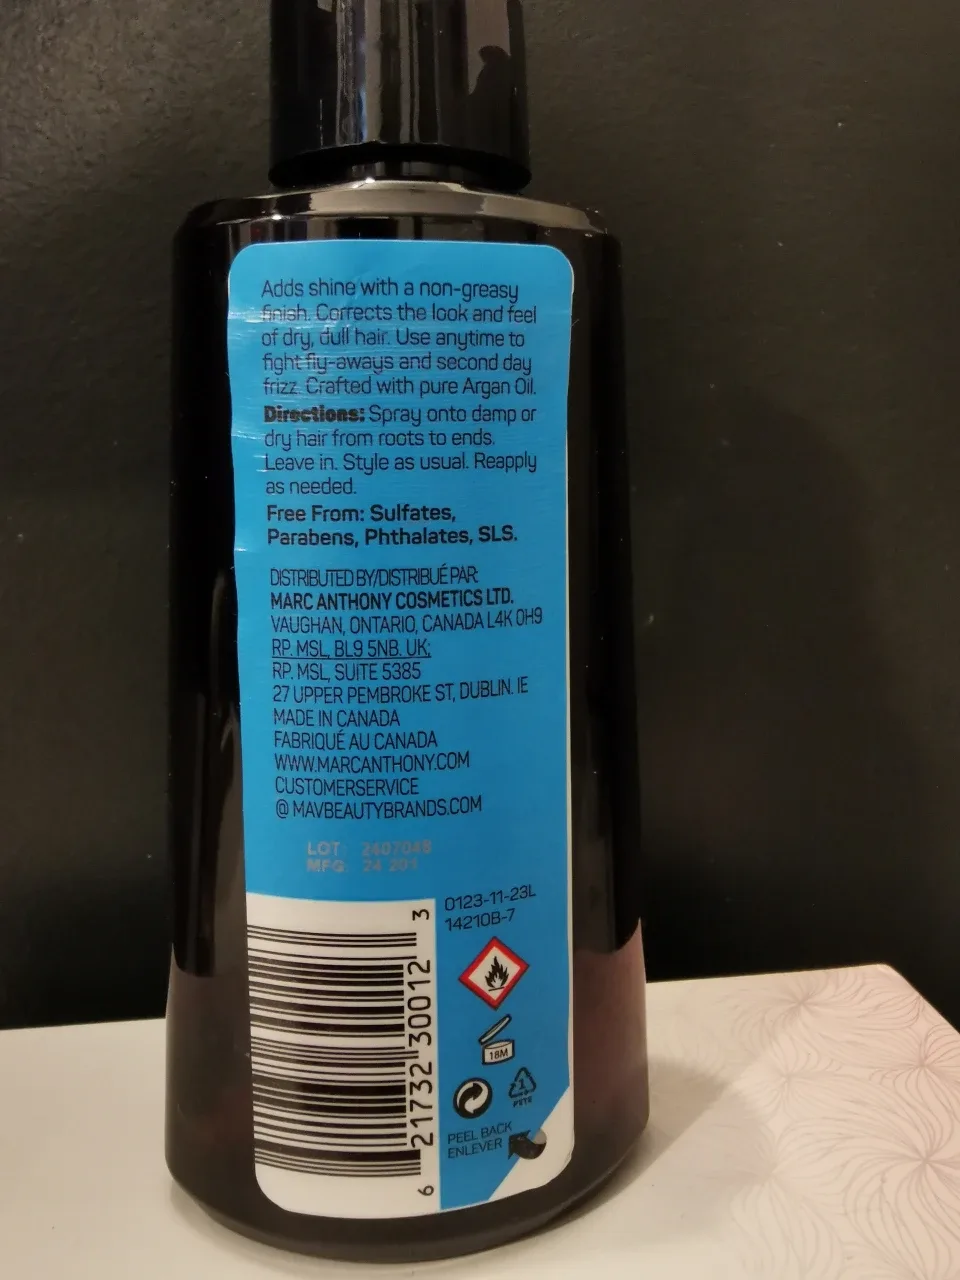 Adds shine with a non-greasy
finish. Corrects the look and feel
of dry, dull hair. Use anytime to
fight fly-aways and second day
frizz. Crafted with pure Argan Oil.
Directions: Spray onto damp or
dry hair from roots to ends.
Leave in. Style as usual. Reapply
as needed.
Free From: Sulfates,
Parabens, Phthalates, SLS.
DISTRIBUTED BY/DISTRIBUÉ PAR:
MARC ANTHONY COSMETICS LTD.
VAUGHAN, ONTARIO, CANADA L4K 0H9
RP. MSL, BL9 5NB. UK;
RP. MSL, SUITE 5385
27 UPPER PEMBROKE ST, DUBLIN. IE
MADE IN CANADA
FABRIQUÉ AU CANADA
WWW.MARCANTHONY.COM
CUSTOMERSERVICE
@ MAVBEAUTYBRANDS.COM
LOT:
MFG: 24 201
0123-11-23L
14210B-7
6 21732 30012 3
18M
1
PETE
PEEL BACK
ENLEVER